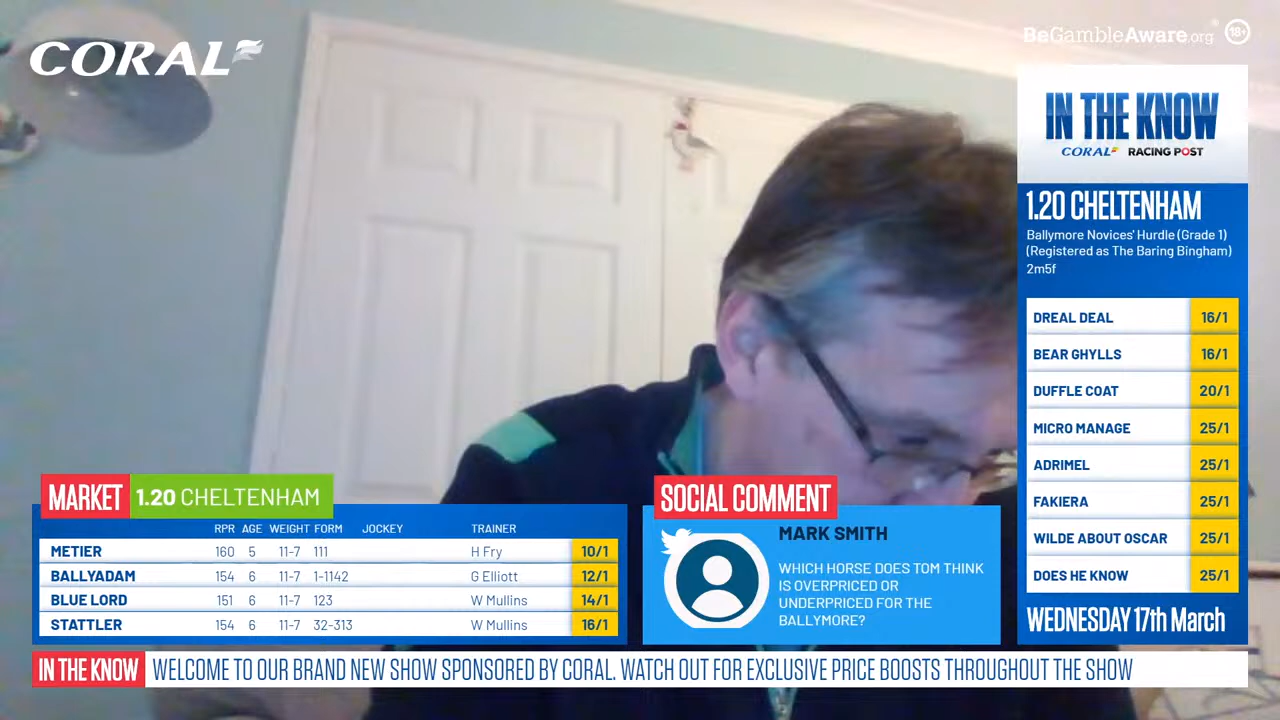 CORAL
BeGambleAware.org 18+
IN THE KNOW
CORAL RACING POST
1.20 CHELTENHAM
Ballymore Novices' Hurdle (Grade 1)
(Registered as The Baring Bingham)
2m5f
DREAL DEAL 16/1
BEAR GHYLLS 16/1
DUFFLE COAT 20/1
MICRO MANAGE 25/1
ADRIMEL 25/1
FAKIERA 25/1
WILDE ABOUT OSCAR 25/1
DOES HE KNOW 25/1
WEDNESDAY 17th March
MARKET 1.20 CHELTENHAM
RPR AGE WEIGHT FORM JOCKEY TRAINER
METIER 160 5 11-7 111 H Fry 10/1
BALLYADAM 154 6 11-7 1-1142 G Elliott 12/1
BLUE LORD 151 6 11-7 123 W Mullins 14/1
STATTLER 154 6 11-7 32-313 W Mullins 16/1
SOCIAL COMMENT
MARK SMITH
WHICH HORSE DOES TOM THINK
IS OVERPRICED OR
UNDERPRICED FOR THE
BALLYMORE?
IN THE KNOW WELCOME TO OUR BRAND NEW SHOW SPONSORED BY CORAL. WATCH OUT FOR EXCLUSIVE PRICE BOOSTS THROUGHOUT THE SHOW